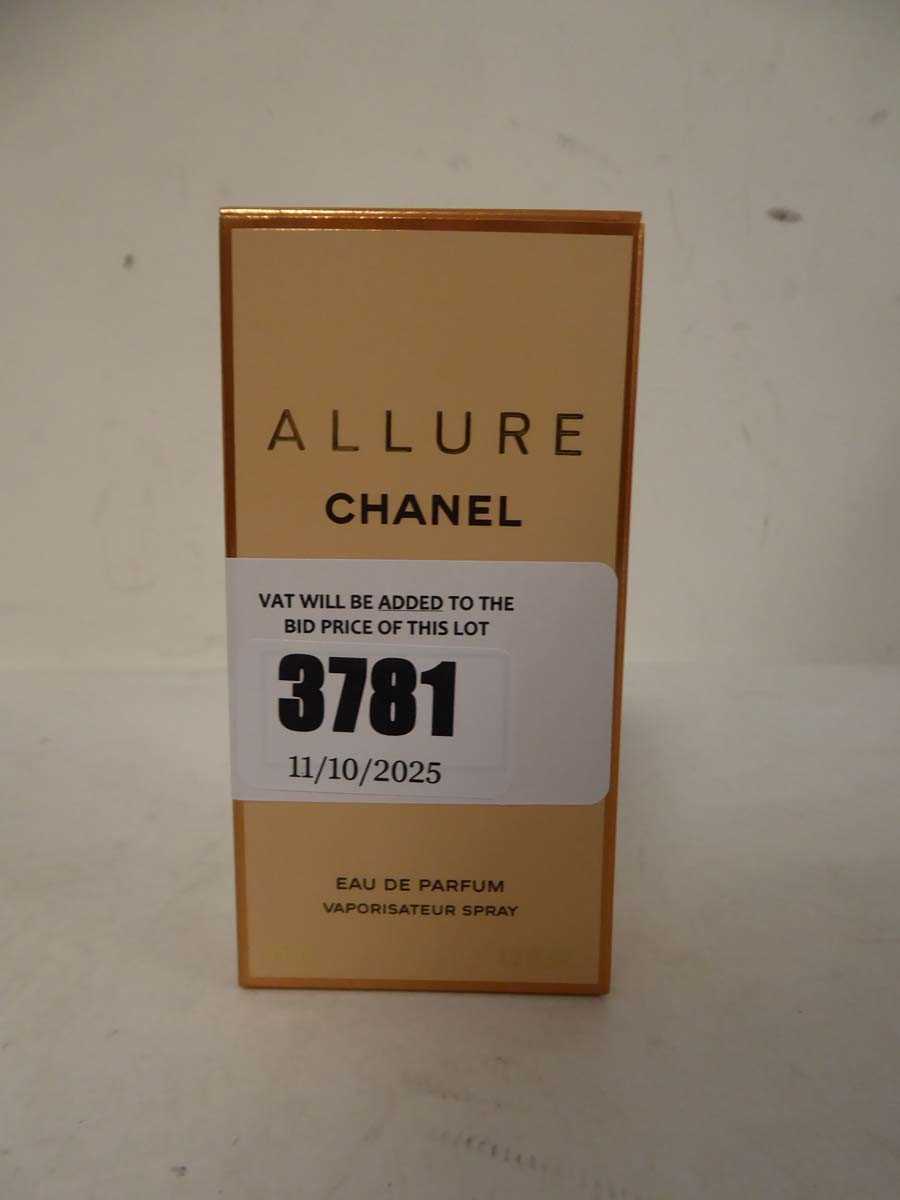 ALLURE
CHANEL
VAT WILL BE ADDED TO THE
BID PRICE OF THIS LOT
3781
11/10/2025
EAU DE PARFUM
VAPORISATEUR SPRAY